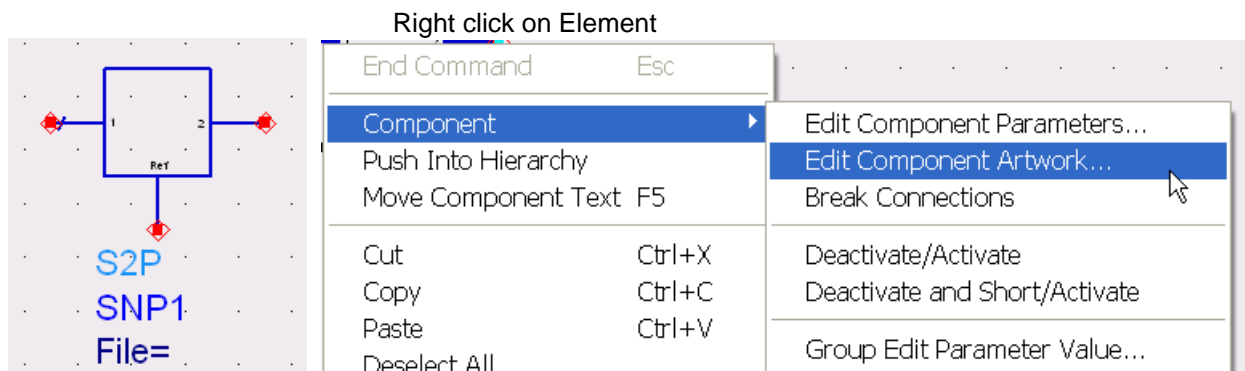 Right click on Element
1
2
Ref
S2P
SNP1
File=
End Command Esc
Component
Push Into Hierarchy
Move Component Text F5
Cut Ctrl+X
Copy Ctrl+C
Paste Ctrl+V
Deselect All
Edit Component Parameters...
Edit Component Artwork...
Break Connections
Deactivate/Activate
Deactivate and Short/Activate
Group Edit Parameter Value...